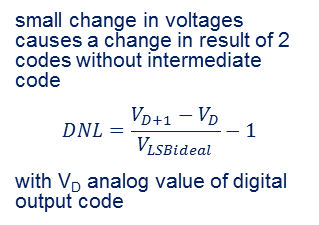 small change in voltages
causes a change in result of 2
codes without intermediate
code
DNL = \frac{V_{D+1} - V_D}{V_{LSBideal}} - 1
with V_D analog value of digital
output code